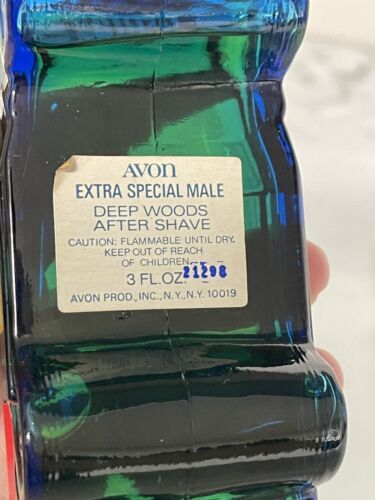 AVON
EXTRA SPECIAL MALE
DEEP WOODS
AFTER SHAVE
CAUTION: FLAMMABLE UNTIL DRY.
KEEP OUT OF REACH
OF CHILDREN
3 FL.OZ. 21298
AVON PROD., INC., N.Y., N.Y. 10019